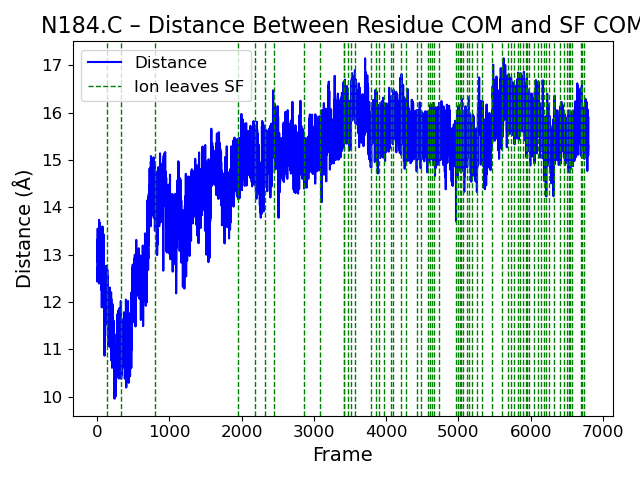 N184.C – Distance Between Residue COM and SF COM
Distance
Ion leaves SF
17
16
15
14
13
12
11
10
Distance (Å)
0 1000 2000 3000 4000 5000 6000 7000
Frame